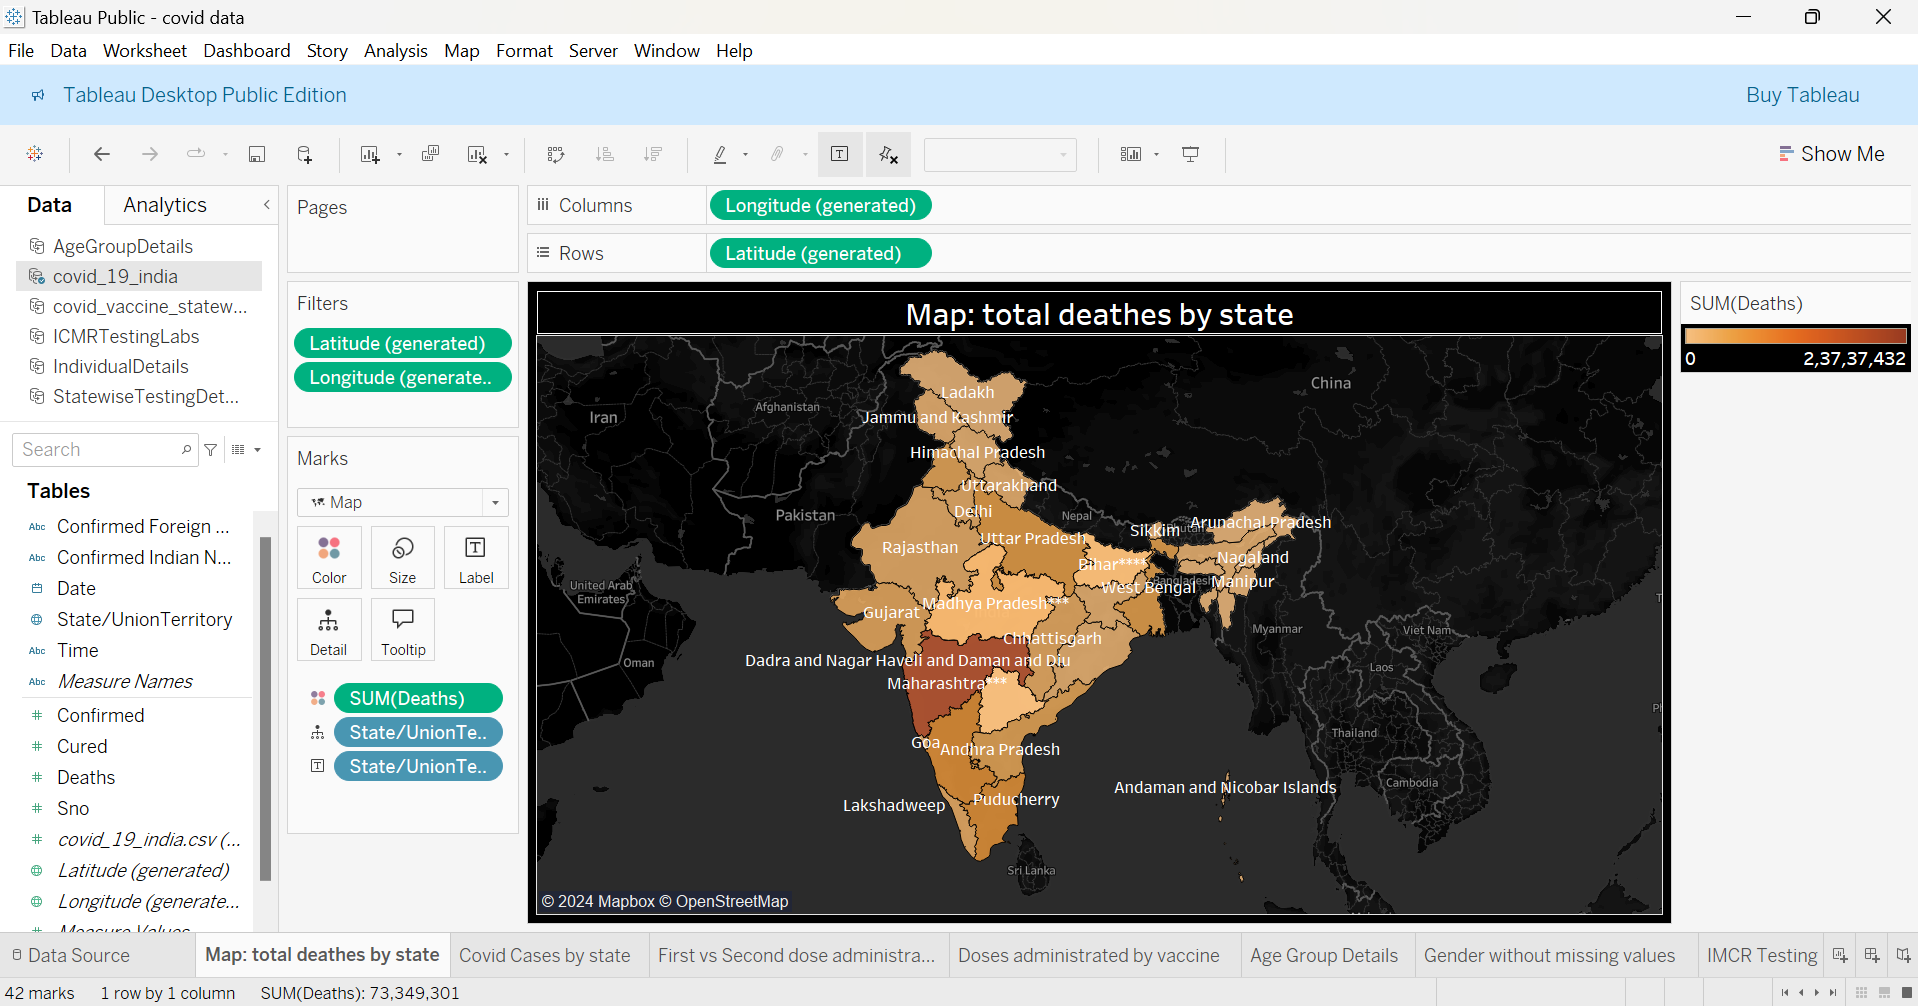 Tableau Public - covid data
File Data Worksheet Dashboard Story Analysis Map Format Server Window Help
Tableau Desktop Public Edition
Buy Tableau
Show Me
Data
Analytics
AgeGroupDetails
covid_19_india
covid_vaccine_statew...
ICMRTestingLabs
IndividualDetails
StatewiseTestingDet...
Search
Tables
Abc Confirmed Foreign ...
Abc Confirmed Indian N...
Date
State/UnionTerritory
Abc Time
Abc Measure Names
# Confirmed
# Cured
# Deaths
# Sno
# covid_19_india.csv (...
Latitude (generated)
Longitude (generate...
# Measure Values
Pages
Filters
Latitude (generated)
Longitude (generate..
Marks
Map
Color
Size
Label
Detail
Tooltip
SUM(Deaths)
State/UnionTe..
State/UnionTe..
Columns
Longitude (generated)
Rows
Latitude (generated)
Map: total deathes by state
China
Ladakh
Afghanistan
Iran
Jammu and Kashmir
Himachal Pradesh
Uttarakhand
Delhi
Pakistan
Nepal
Sikkim
Arunachal Pradesh
Uttar Pradesh
Rajasthan
Nagaland
Bihar****
Bangladesh
Manipur
West Bengal
United Arab
Emirates
Madhya Pradesh***
Gujarat
Myanmar
Viet Nam
Chhattisgarh
Oman
Dadra and Nagar Haveli and Daman and Diu
Laos
Maharashtra***
Thailand
Goa
Andhra Pradesh
Cambodia
Andaman and Nicobar Islands
Puducherry
Lakshadweep
Sri Lanka
© 2024 Mapbox © OpenStreetMap
SUM(Deaths)
0
2,37,37,432
Data Source
Map: total deathes by state
Covid Cases by state
First vs Second dose administra...
Doses administrated by vaccine
Age Group Details
Gender without missing values
IMCR Testing
42 marks
1 row by 1 column
SUM(Deaths): 73,349,301